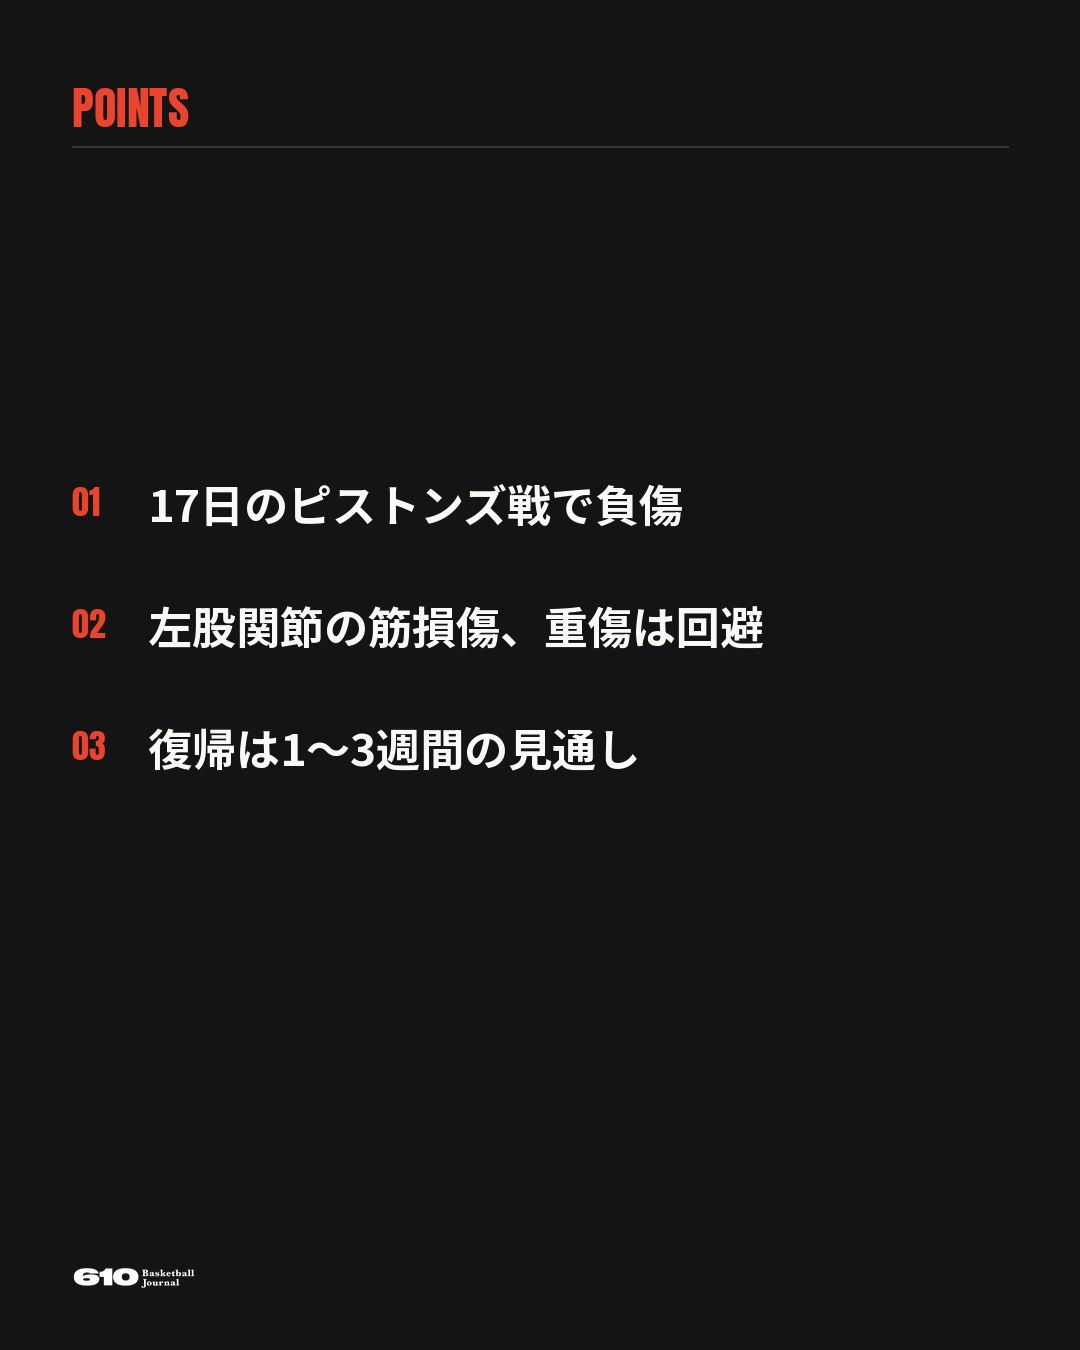 POINTS
01 17日のピストンズ戦で負傷
02 左股関節の筋損傷、重傷は回避
03 復帰は1〜3週間の見通し
610 Basketball
Journal